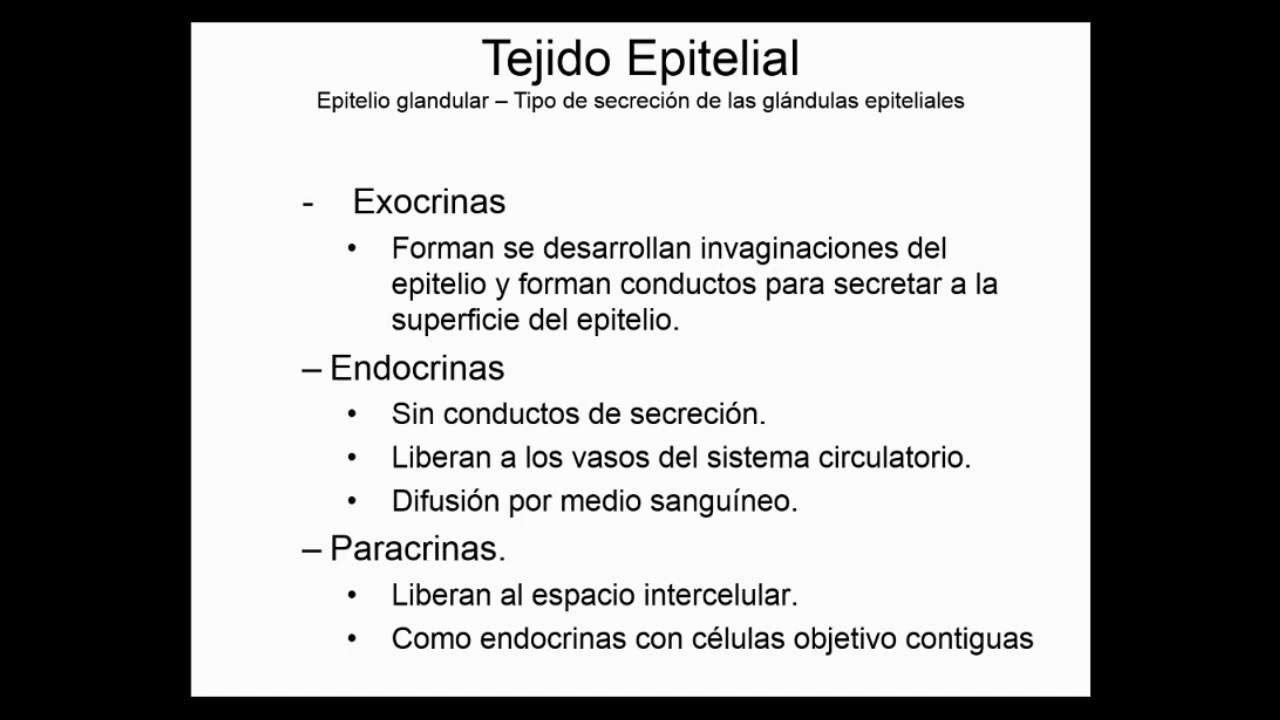 Tejido Epitelial
Epitelio glandular – Tipo de secreción de las glándulas epiteliales
- Exocrinas
• Forman se desarrollan invaginaciones del
epitelio y forman conductos para secretar a la
superficie del epitelio.
– Endocrinas
• Sin conductos de secreción.
• Liberan a los vasos del sistema circulatorio.
• Difusión por medio sanguíneo.
– Paracrinas.
• Liberan al espacio intercelular.
• Como endocrinas con células objetivo contiguas